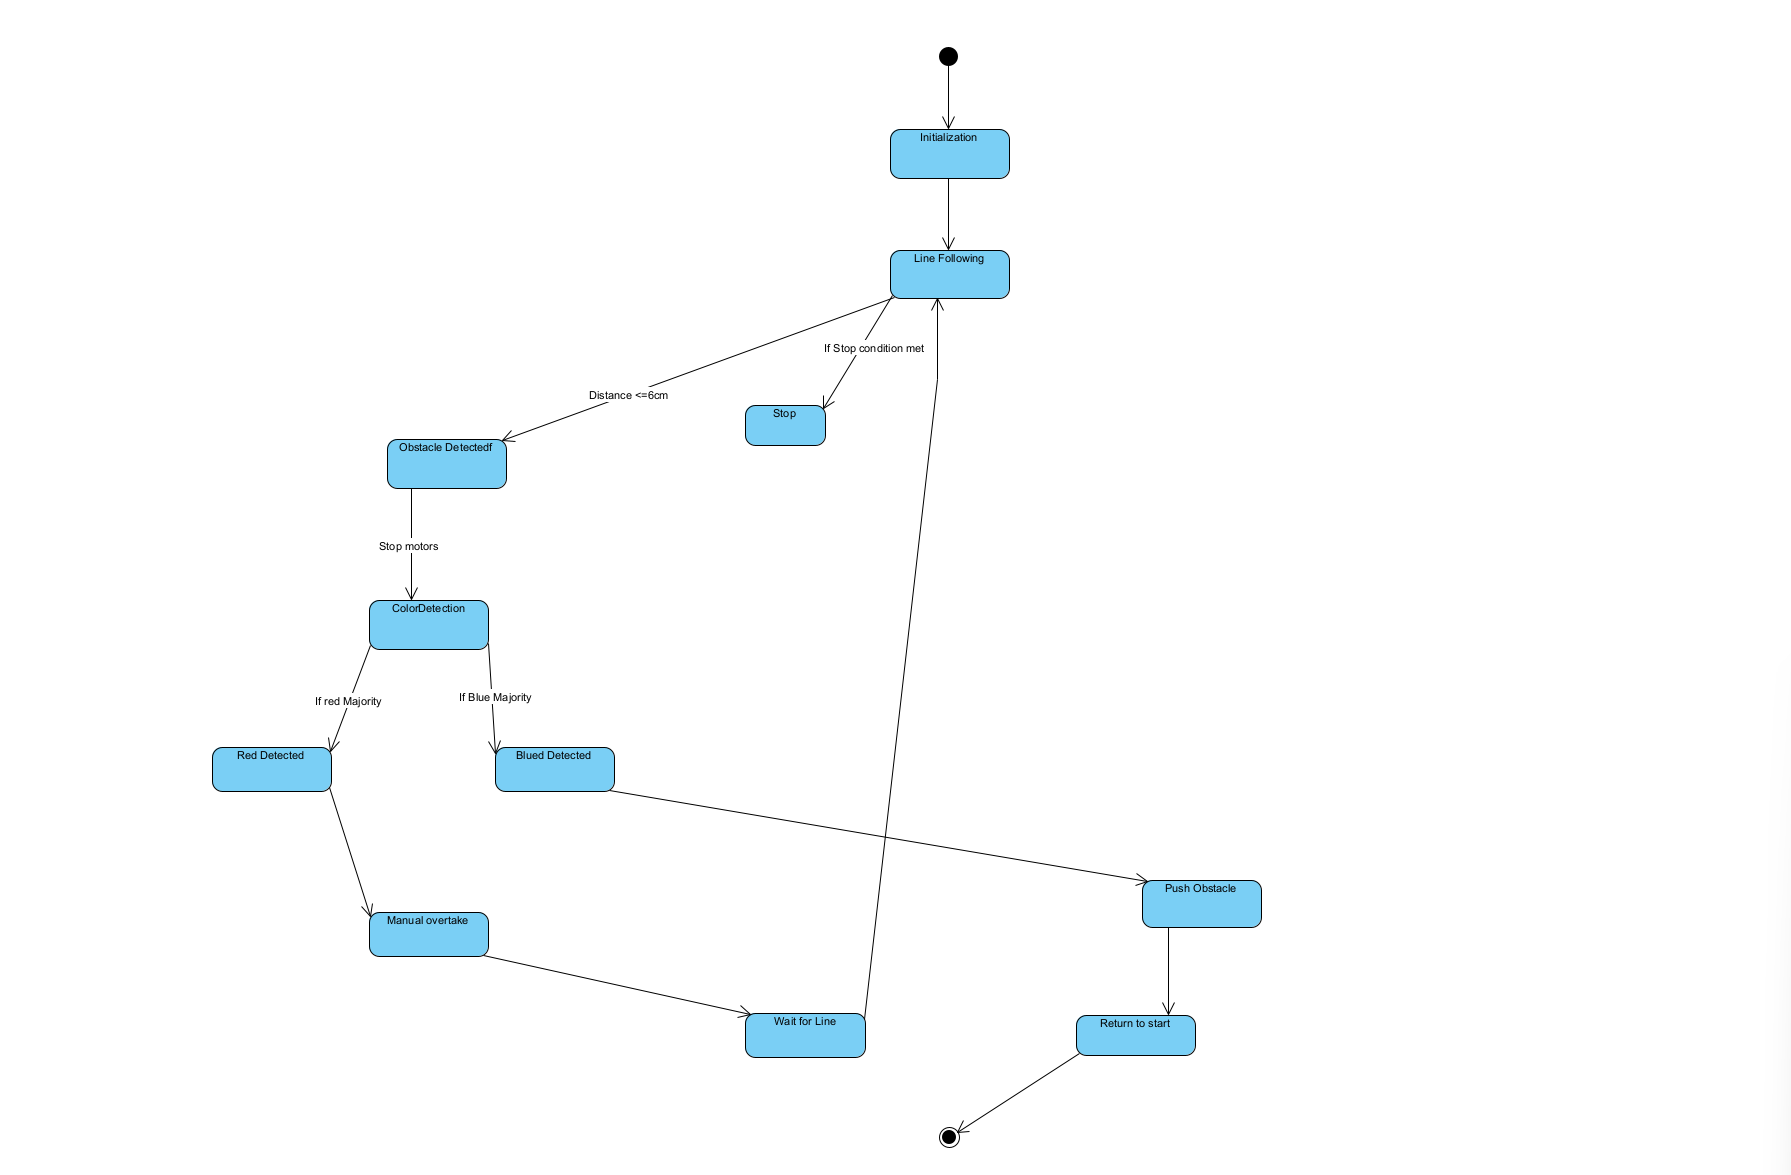 Initialization
Line Following
If Stop condition met
Distance <=6cm
Stop
Obstacle Detectedf
Stop motors
ColorDetection
If red Majority
If Blue Majority
Red Detected
Blued Detected
Push Obstacle
Manual overtake
Wait for Line
Return to start